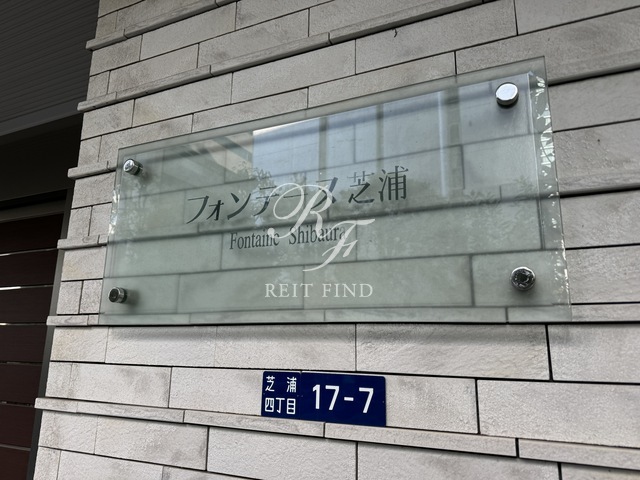 フォンテーヌ芝浦
Fontaine Shibaura
RF
REIT FIND
芝浦
四丁目
17-7